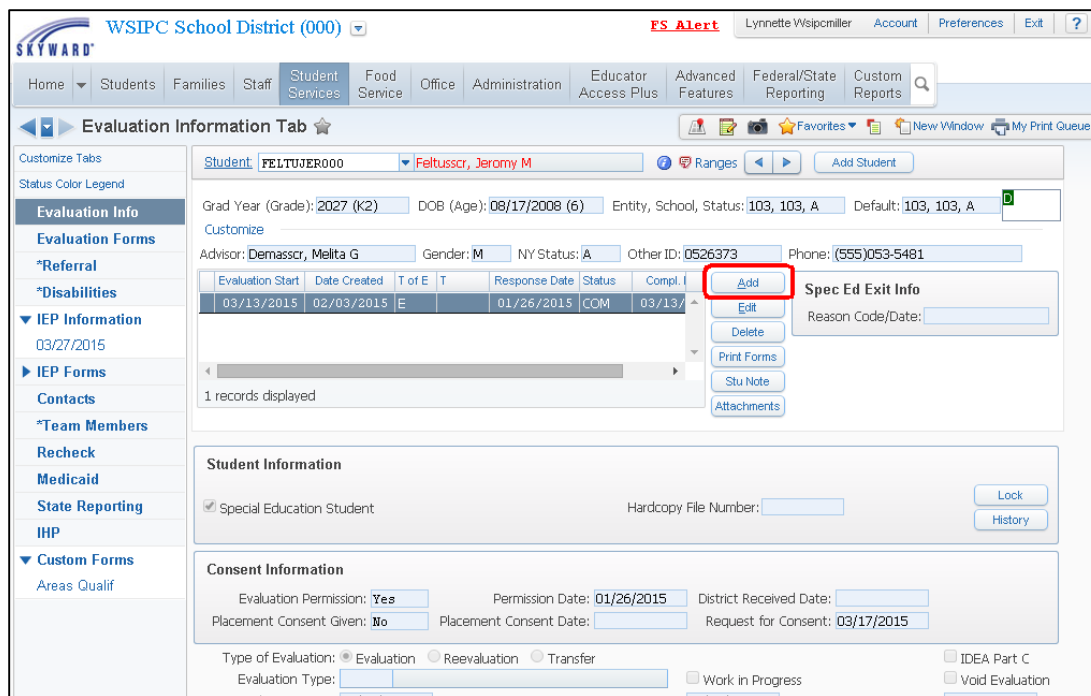 WSIPC School District (000)
FS Alert
Lynnette Wsipcmiller Account Preferences Exit ?
SKYWARD
Home Students Families Staff Student Services Food Service Office Administration Educator Access Plus Advanced Features Federal/State Reporting Custom Reports
Evaluation Information Tab
Favorites New Window My Print Queue
Customize Tabs
Status Color Legend
Evaluation Info
Evaluation Forms
*Referral
*Disabilities
IEP Information
03/27/2015
IEP Forms
Contacts
*Team Members
Recheck
Medicaid
State Reporting
IHP
Custom Forms
Areas Qualif
Student: FELTUJER000 Feltusscr, Jeromy M Ranges Add Student
Grad Year (Grade): 2027 (K2) DOB (Age): 08/17/2008 (6) Entity, School, Status: 103, 103, A Default: 103, 103, A D
Customize
Advisor: Demasscr, Melita G Gender: M NY Status: A Other ID: 0526373 Phone: (555)053-5481
Evaluation Start Date Created T of E T Response Date Status Compl.
03/13/2015 02/03/2015 E 01/26/2015 COM 03/13/
1 records displayed
Add
Edit
Delete
Print Forms
Stu Note
Attachments
Spec Ed Exit Info
Reason Code/Date:
Student Information
Special Education Student Hardcopy File Number:
Lock
History
Consent Information
Evaluation Permission: Yes Permission Date: 01/26/2015 District Received Date:
Placement Consent Given: No Placement Consent Date: Request for Consent: 03/17/2015
Type of Evaluation: Evaluation Reevaluation Transfer IDEA Part C
Evaluation Type: Work in Progress Void Evaluation